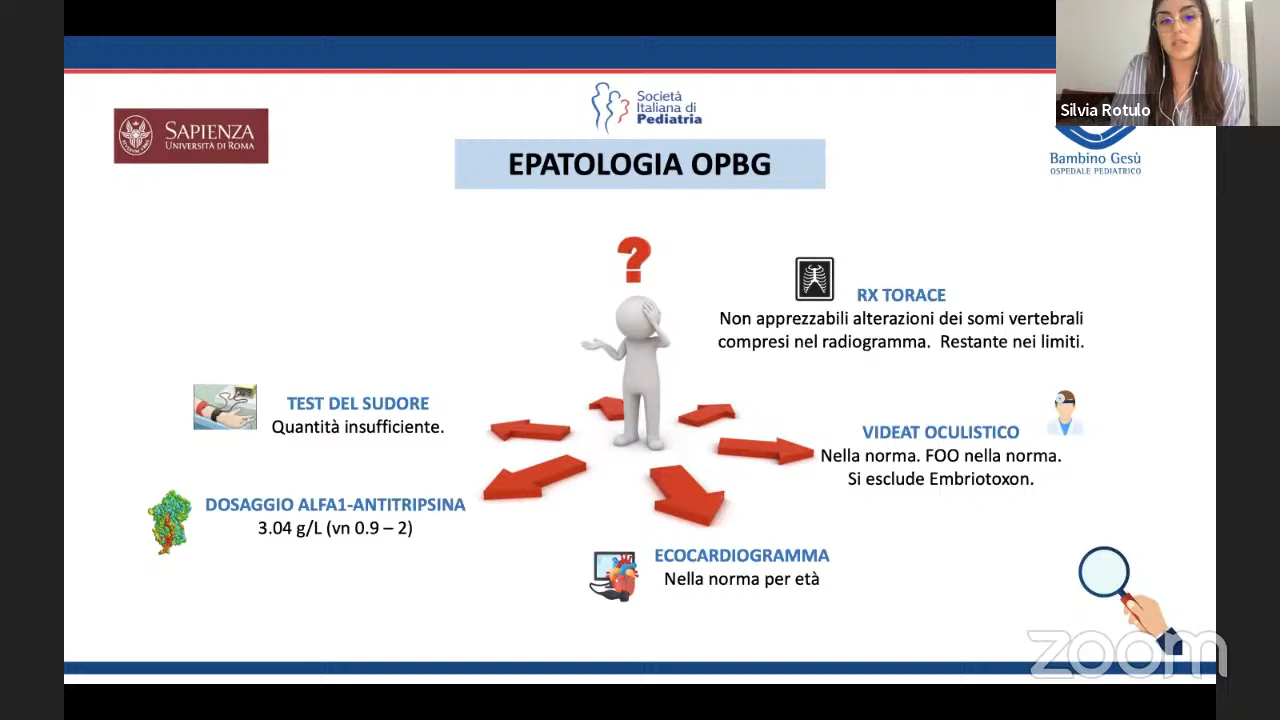 Silvia Rotulo
SAPIENZA
UNIVERSITÀ DI ROMA
Società
Italiana di
Pediatria
Bambino Gesù
OSPEDALE PEDIATRICO
EPATOLOGIA OPBG
?
RX TORACE
Non apprezzabili alterazioni dei somi vertebrali
compresi nel radiogramma. Restante nei limiti.
TEST DEL SUDORE
Quantità insufficiente.
VIDEAT OCULISTICO
Nella norma. FOO nella norma.
Si esclude Embriotoxon.
DOSAGGIO ALFA1-ANTITRIPSINA
3.04 g/L (vn 0.9 – 2)
ECOCARDIOGRAMMA
Nella norma per età
zoom